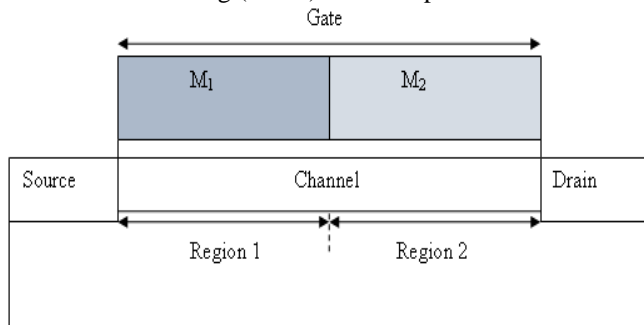 Gate
M₁ M₂
Source Channel Drain
Region 1 Region 2